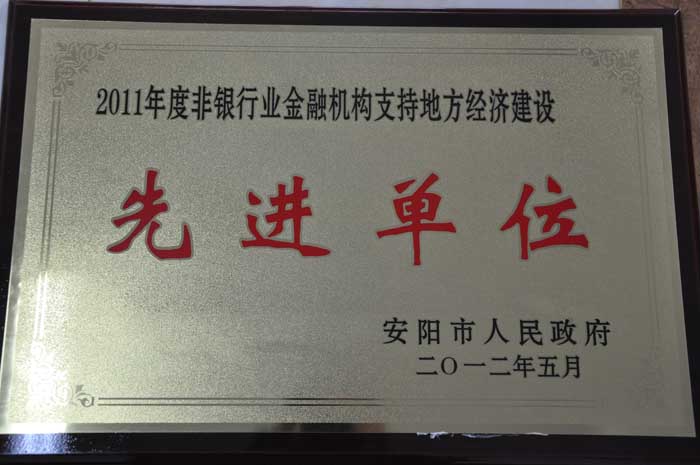 2011年度非银行业金融机构支持地方经济建设
先进单位
安阳市人民政府
二〇一二年五月